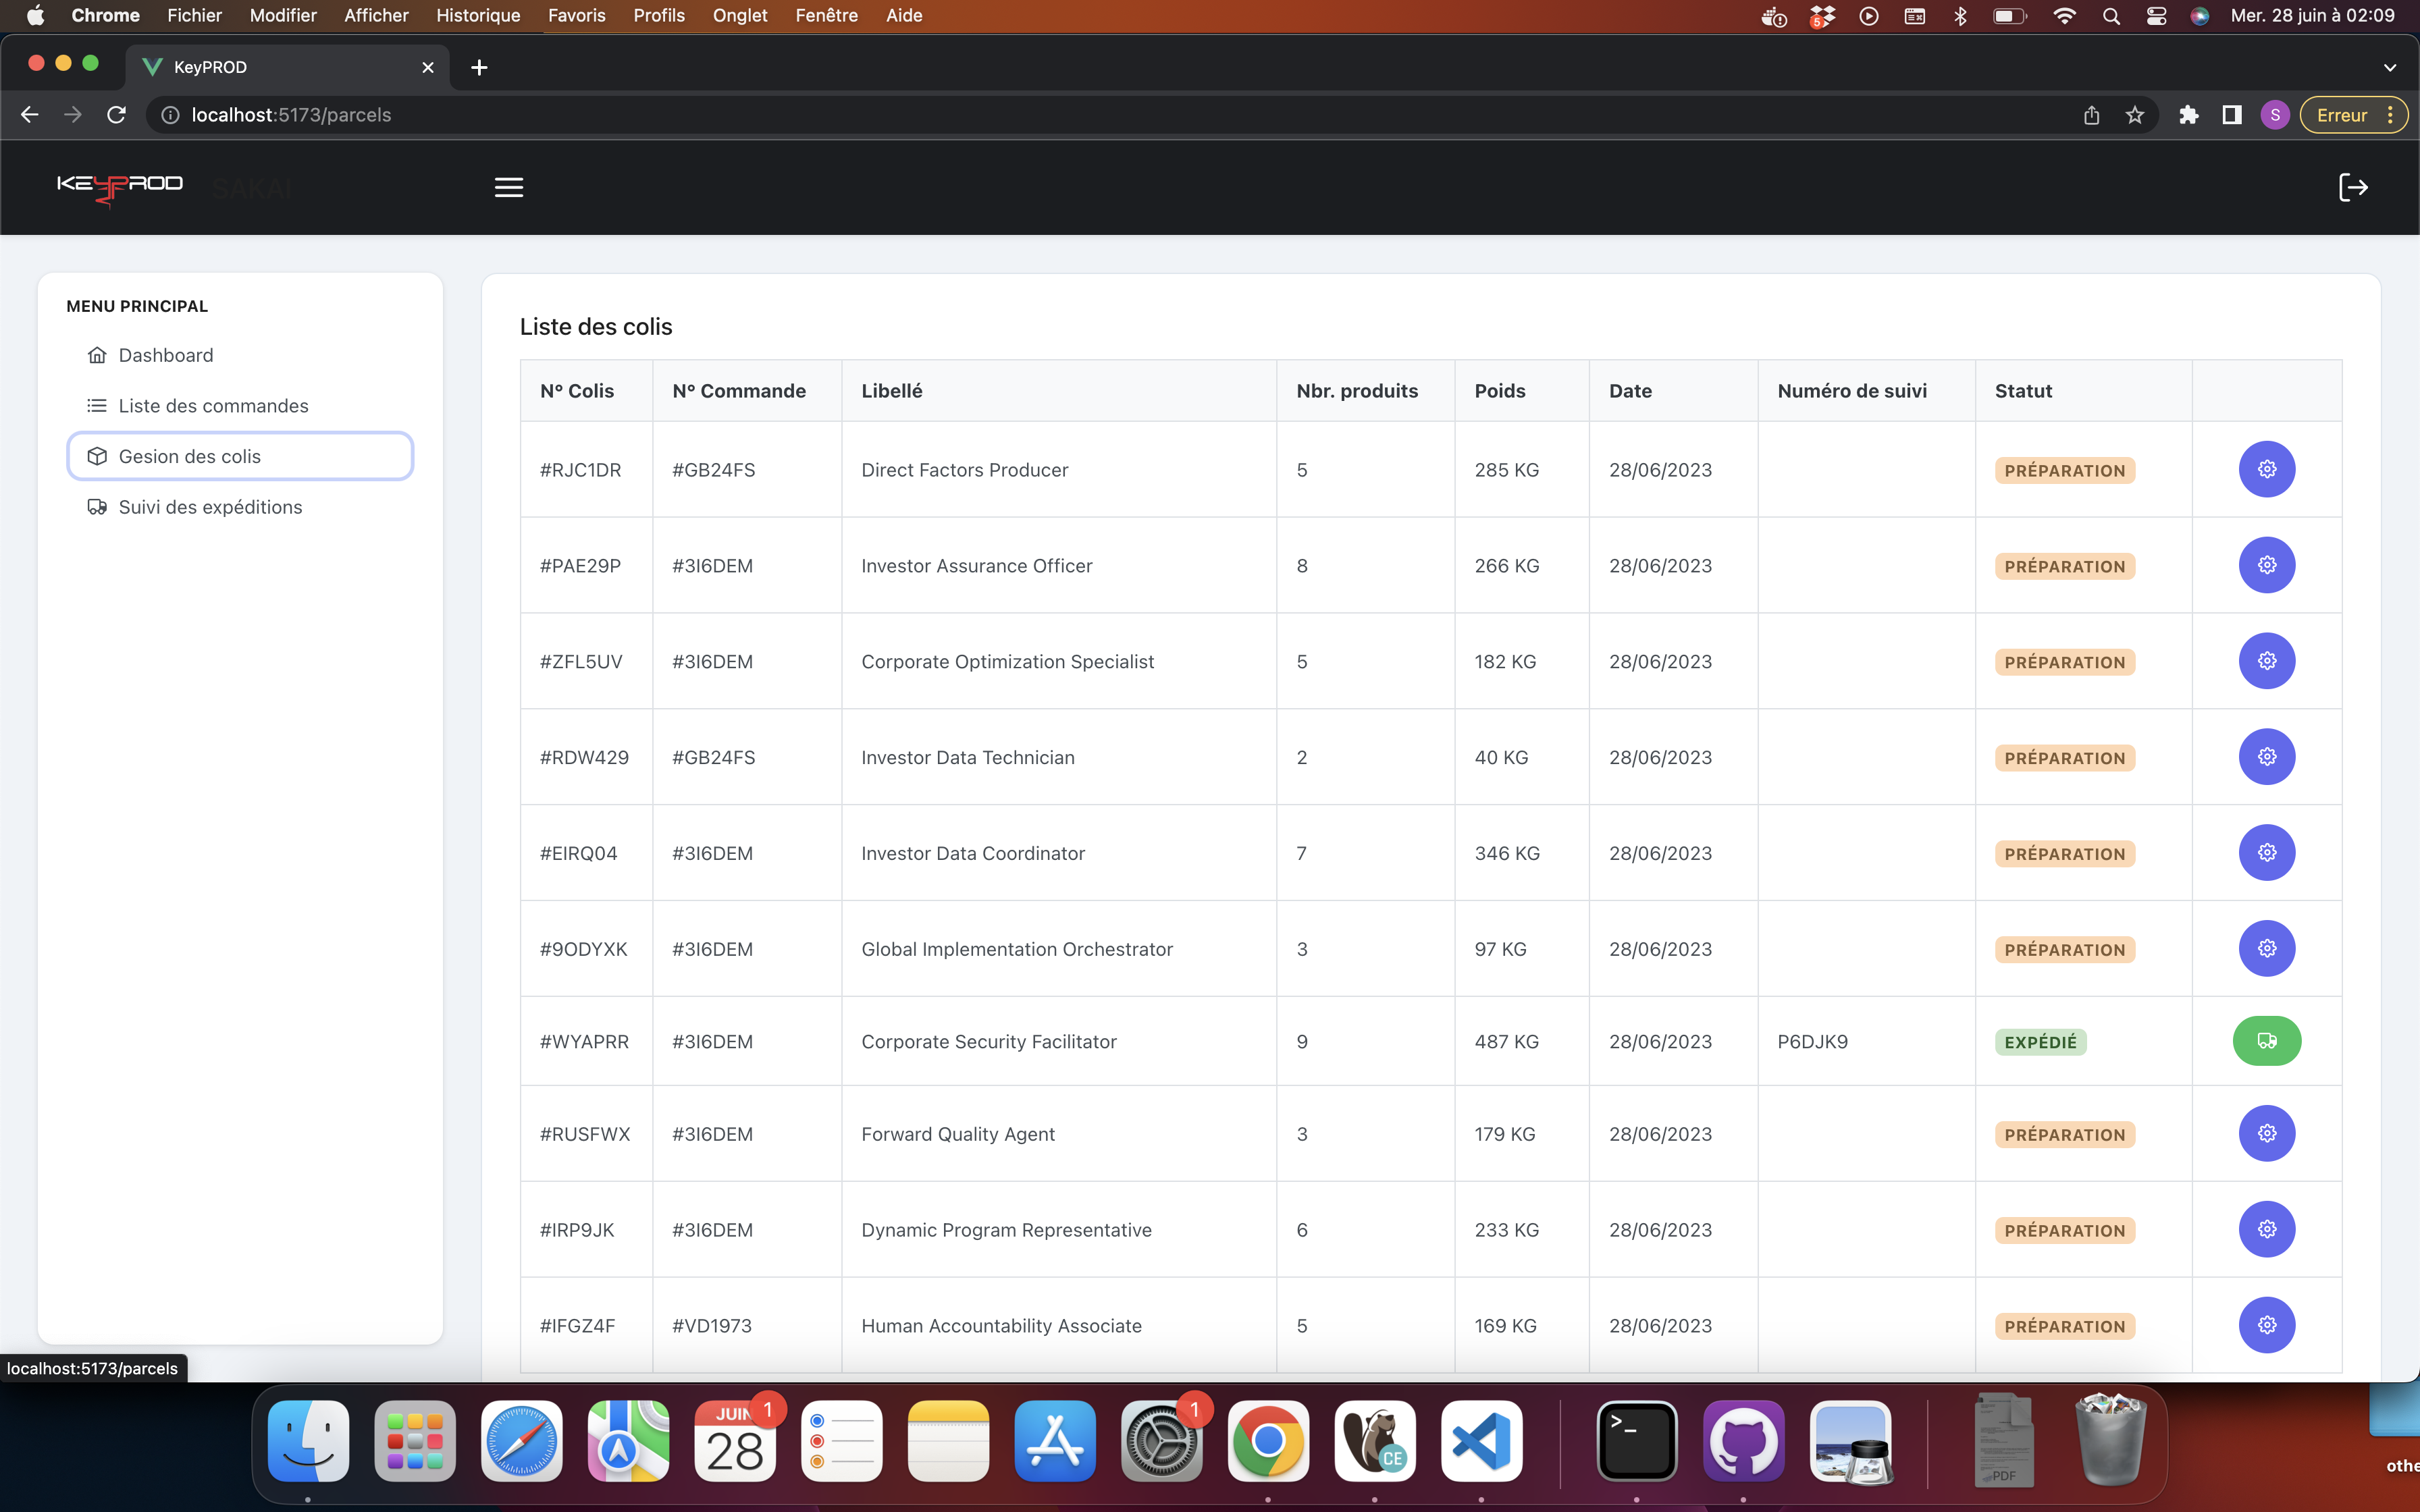 Chrome Fichier Modifier Afficher Historique Favoris Profils Onglet Fenêtre Aide 5 Mer. 28 juin à 02:09
KeyPROD
localhost:5173/parcels S Erreur
KEYPROD SAKAI
MENU PRINCIPAL
Dashboard
Liste des commandes
Gesion des colis
Suivi des expéditions
Liste des colis
N° Colis N° Commande Libellé Nbr. produits Poids Date Numéro de suivi Statut
#RJC1DR #GB24FS Direct Factors Producer 5 285 KG 28/06/2023 PRÉPARATION
#PAE29P #3I6DEM Investor Assurance Officer 8 266 KG 28/06/2023 PRÉPARATION
#ZFL5UV #3I6DEM Corporate Optimization Specialist 5 182 KG 28/06/2023 PRÉPARATION
#RDW429 #GB24FS Investor Data Technician 2 40 KG 28/06/2023 PRÉPARATION
#EIRQ04 #3I6DEM Investor Data Coordinator 7 346 KG 28/06/2023 PRÉPARATION
#9ODYXK #3I6DEM Global Implementation Orchestrator 3 97 KG 28/06/2023 PRÉPARATION
#WYAPRR #3I6DEM Corporate Security Facilitator 9 487 KG 28/06/2023 P6DJK9 EXPÉDIÉ
#RUSFWX #3I6DEM Forward Quality Agent 3 179 KG 28/06/2023 PRÉPARATION
#IRP9JK #3I6DEM Dynamic Program Representative 6 233 KG 28/06/2023 PRÉPARATION
#IFGZ4F #VD1973 Human Accountability Associate 5 169 KG 28/06/2023 PRÉPARATION
localhost:5173/parcels
JUIN 1
28
1
CE
>_
PDF
othe